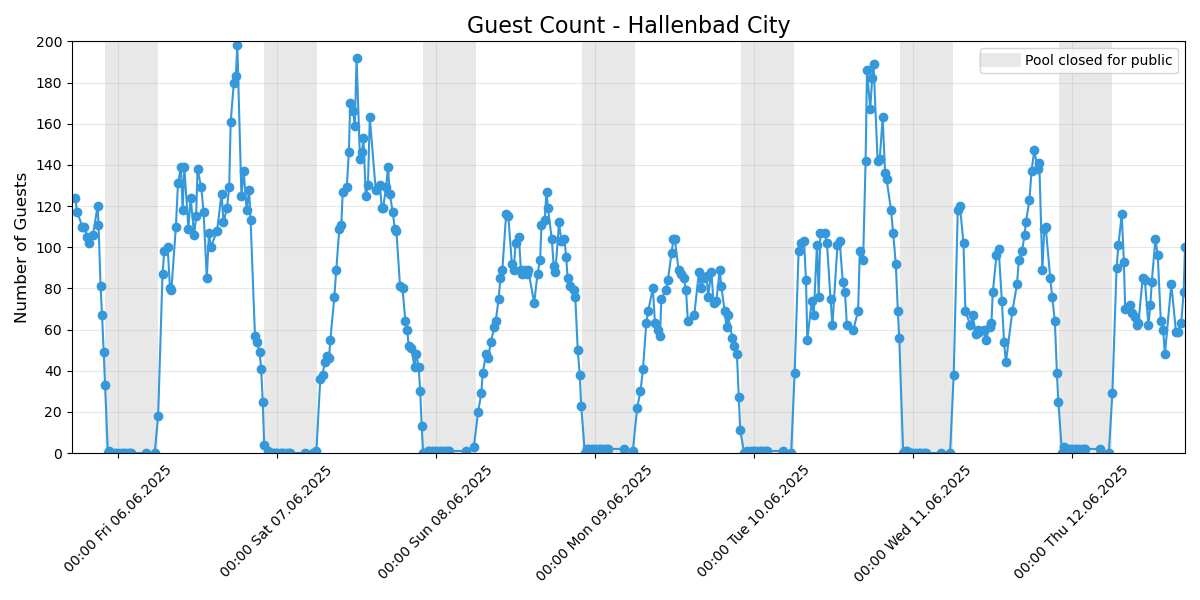 Guest Count - Hallenbad City
Pool closed for public
Number of Guests
200
180
160
140
120
100
80
60
40
20
0
00:00 Fri 06.06.2025
00:00 Sat 07.06.2025
00:00 Sun 08.06.2025
00:00 Mon 09.06.2025
00:00 Tue 10.06.2025
00:00 Wed 11.06.2025
00:00 Thu 12.06.2025